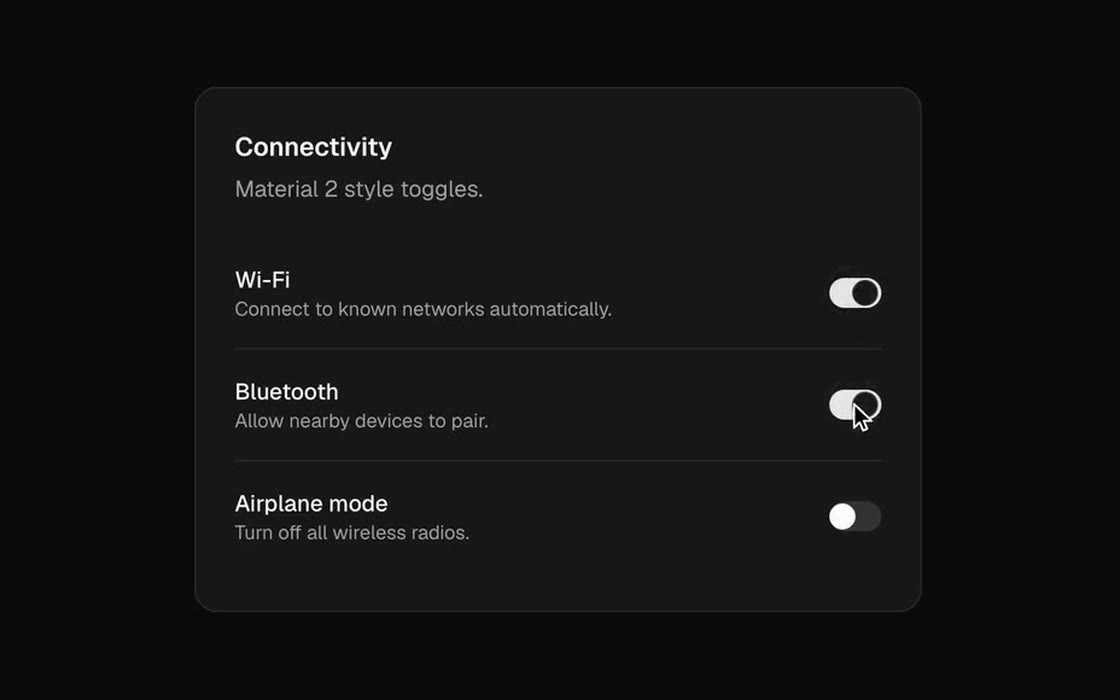 Connectivity
Material 2 style toggles.
Wi-Fi
Connect to known networks automatically.
Bluetooth
Allow nearby devices to pair.
Airplane mode
Turn off all wireless radios.